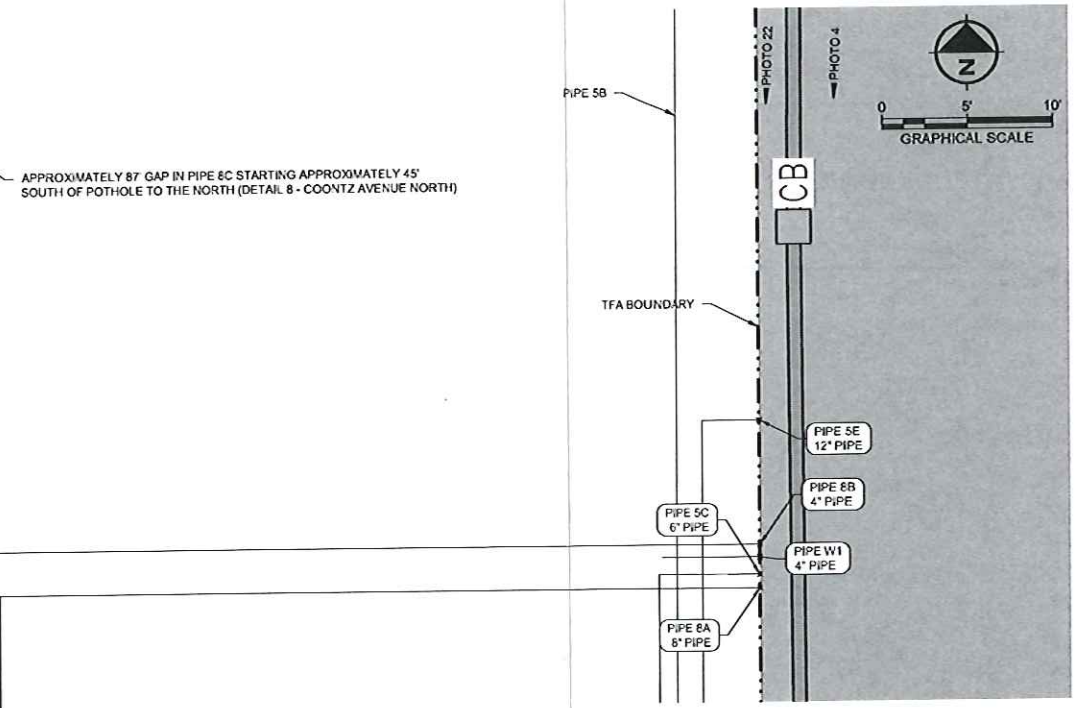 PIPE 5B
PHOTO 22
PHOTO 4
N
0 5' 10'
GRAPHICAL SCALE
CB
APPROXIMATELY 87' GAP IN PIPE 8C STARTING APPROXIMATELY 45'
SOUTH OF POTHOLE TO THE NORTH (DETAIL 8 - COONTZ AVENUE NORTH)
TFA BOUNDARY
PIPE 5E
12" PIPE
PIPE 8B
4" PIPE
PIPE 5C
6" PIPE
PIPE W1
4" PIPE
PIPE 8A
8" PIPE